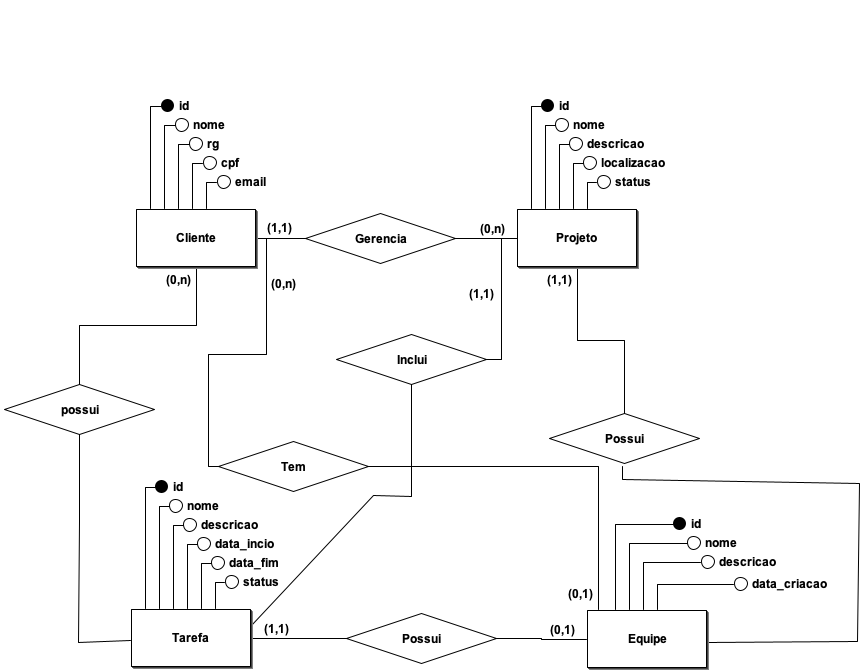 id
nome
rg
cpf
email
id
nome
descricao
localizacao
status
Cliente
(1,1)
Gerencia
(0,n)
Projeto
(0,n)
(0,n)
(1,1)
(1,1)
Inclui
possui
Possui
Tem
id
nome
descricao
data_incio
data_fim
status
id
nome
descricao
data_criacao
(0,1)
Tarefa
(1,1)
Possui
(0,1)
Equipe